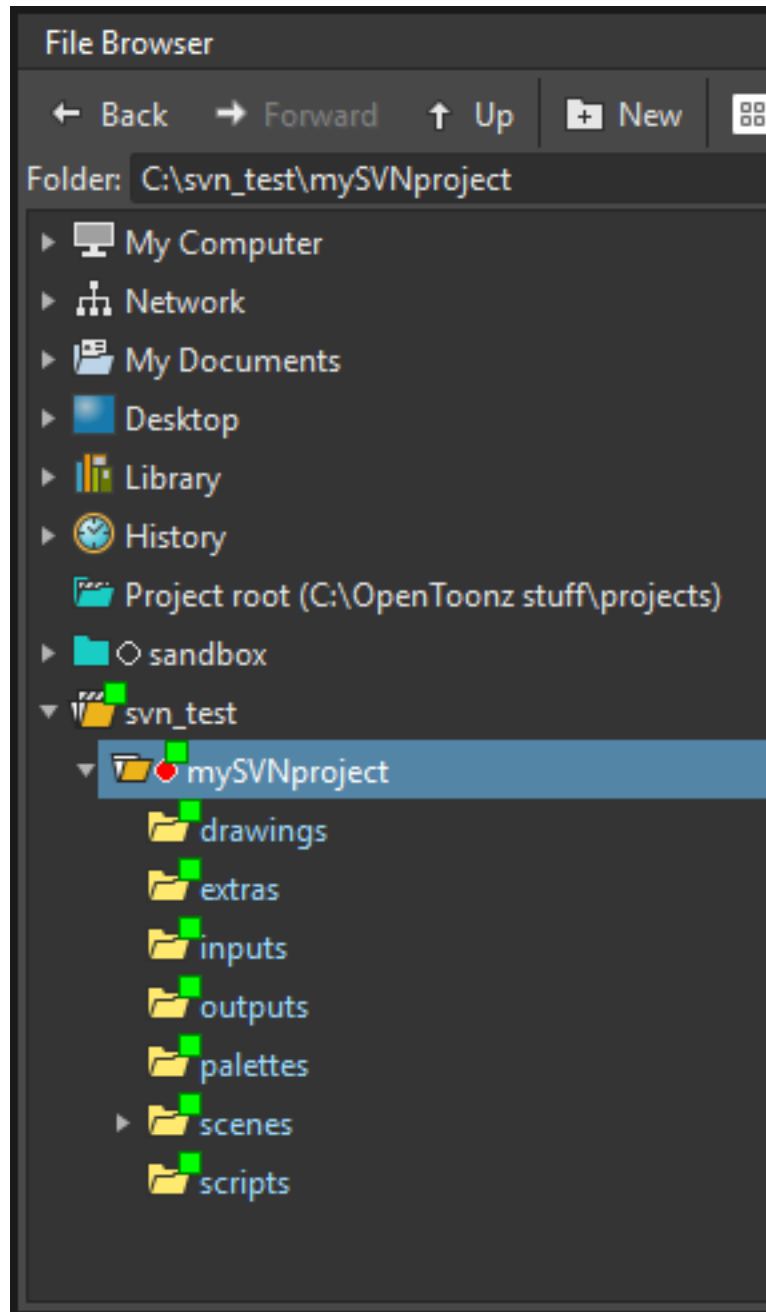 File Browser
Back Forward Up New
Folder: C:\svn_test\mySVNproject
My Computer
Network
My Documents
Desktop
Library
History
Project root (C:\OpenToonz stuff\projects)
sandbox
svn_test
mySVNproject
drawings
extras
inputs
outputs
palettes
scenes
scripts